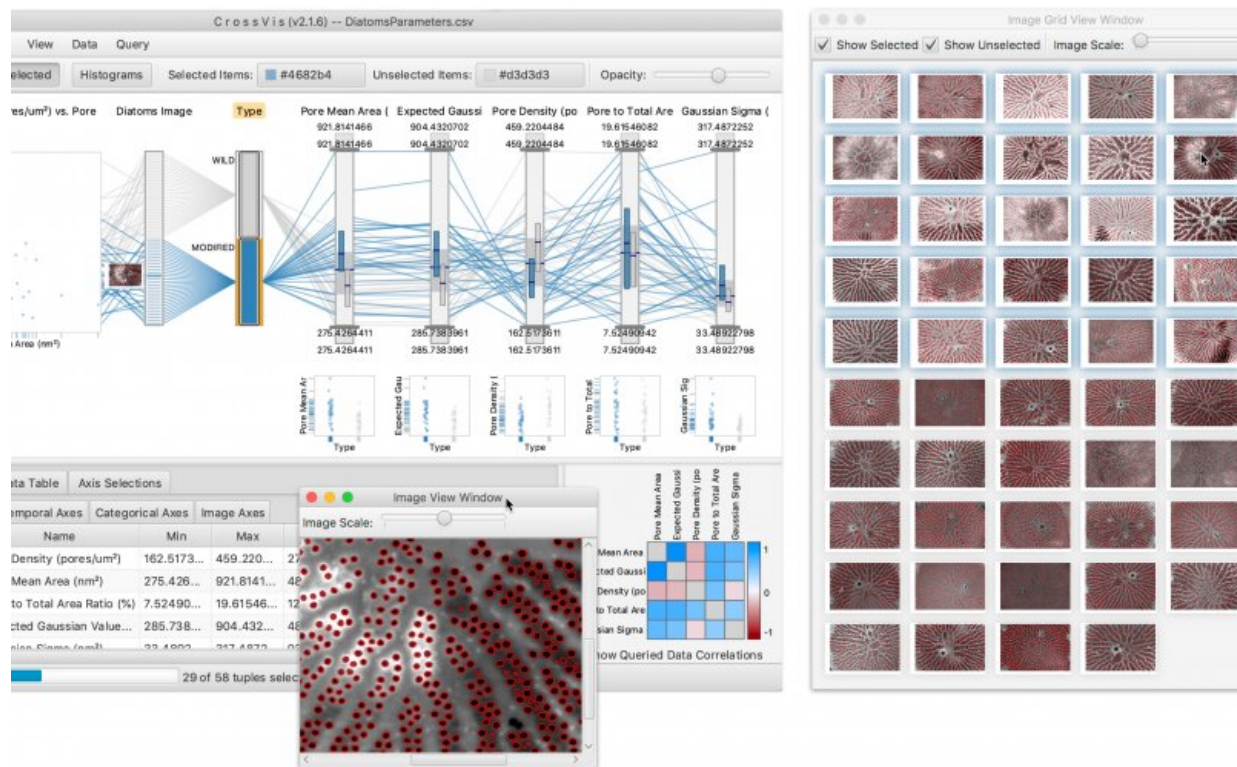 C r o s s V i s (v2.1.6) -- DiatomsParameters.csv
View Data Query
elected Histograms Selected Items: #4682b4 Unselected Items: #d3d3d3 Opacity:
res/um²) vs. Pore Diatoms Image Type Pore Mean Area ( Expected Gaussi Pore Density (po Pore to Total Are Gaussian Sigma (
921.8141466 904.4320702 459.2204484 19.61546082 317.4872252
921.8141466 904.4320702 459.2204484 19.61546082 317.4872252
WILD
MODIFIED
275.4264411 285.7383961 162.5173611 7.52490942 33.48922798
275.4264411 285.7383961 162.5173611 7.52490942 33.48922798
n Area (nm²)
Pore Mean Ar
Type
Expected Gau
Type
Pore Density (
Type
Pore to Total
Type
Gaussian Sig
Type
ata Table Axis Selections
emporal Axes Categorical Axes Image Axes
Name Min Max
Density (pores/um²) 162.5173... 459.220... 27
Mean Area (nm²) 275.426... 921.8141... 48
to Total Area Ratio (%) 7.52490... 19.61546... 12
cted Gaussian Value... 285.738... 904.432... 48
29 of 58 tuples selec
Image View Window
Image Scale:
Pore Mean Area
Expected Gaussi
Pore Density (po
Pore to Total Are
Gaussian Sigma
Mean Area
cted Gaussi
Density (po
to Total Are
sian Sigma
1
0
-1
how Queried Data Correlations
Image Grid View Window
Show Selected Show Unselected Image Scale: